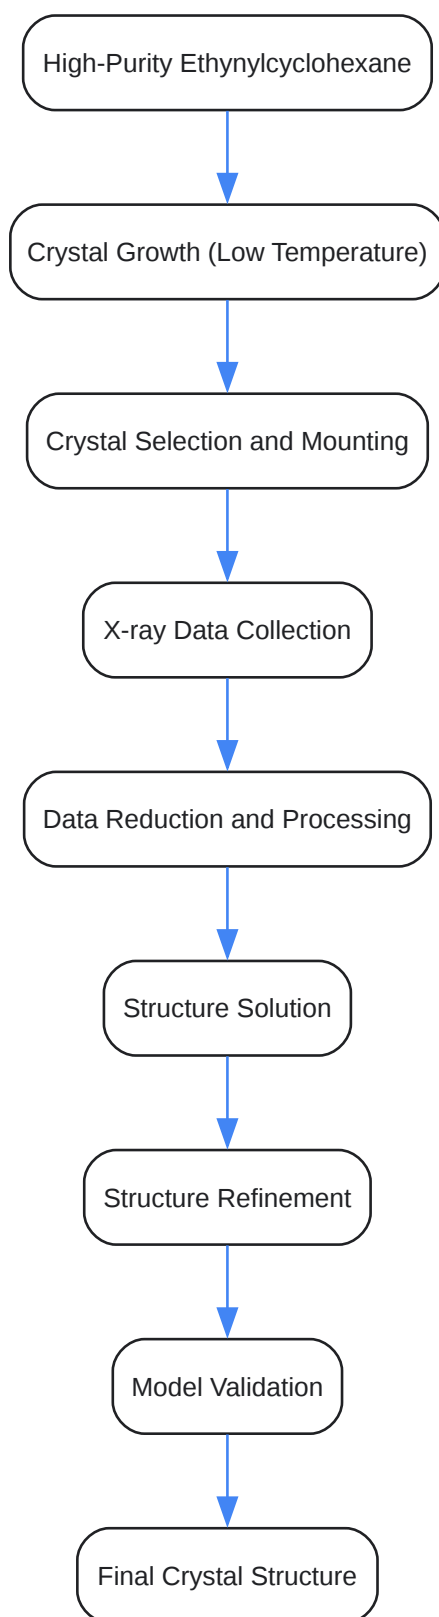 High-Purity Ethynylcyclohexane
Crystal Growth (Low Temperature)
Crystal Selection and Mounting
X-ray Data Collection
Data Reduction and Processing
Structure Solution
Structure Refinement
Model Validation
Final Crystal Structure